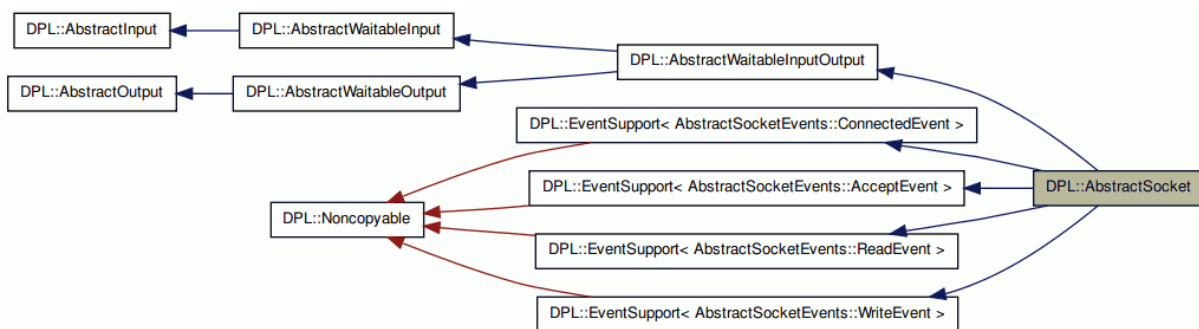 DPL::AbstractInput
DPL::AbstractWaitableInput
DPL::AbstractWaitableInputOutput
DPL::AbstractOutput
DPL::AbstractWaitableOutput
DPL::EventSupport< AbstractSocketEvents::ConnectedEvent >
DPL::EventSupport< AbstractSocketEvents::AcceptEvent >
DPL::AbstractSocket
DPL::Noncopyable
DPL::EventSupport< AbstractSocketEvents::ReadEvent >
DPL::EventSupport< AbstractSocketEvents::WriteEvent >